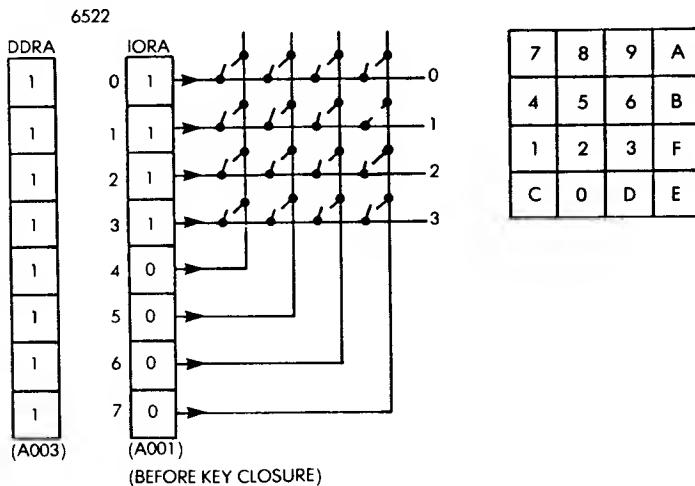 6522
DDRA IORA
1 0 1 0
1 1 1 1
1 2 1 2
1 3 1 3
1 4 0
1 5 0
1 6 0
1 7 0
(A003) (A001)
(BEFORE KEY CLOSURE)
7 8 9 A
4 5 6 B
1 2 3 F
C 0 D E